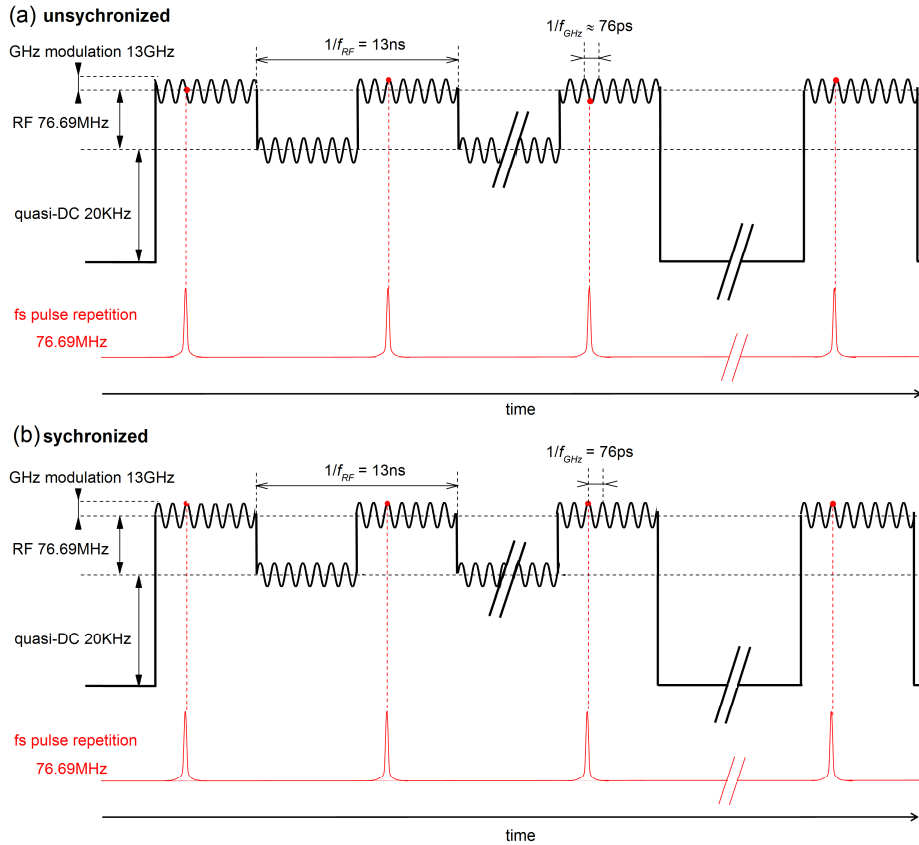 (a) unsychronized
GHz modulation 13GHz
1/fRF = 13ns
1/fGHz ≈ 76ps
RF 76.69MHz
quasi-DC 20KHz
fs pulse repetition
76.69MHz
time
(b) sychronized
GHz modulation 13GHz
1/fRF = 13ns
1/fGHz = 76ps
RF 76.69MHz
quasi-DC 20KHz
fs pulse repetition
76.69MHz
time